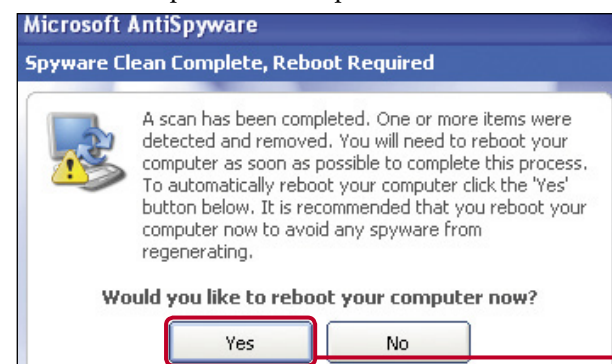 Microsoft AntiSpyware
Spyware Clean Complete, Reboot Required
A scan has been completed. One or more items were
detected and removed. You will need to reboot your
computer as soon as possible to complete this process.
To automatically reboot your computer click the 'Yes'
button below. It is recommended that you reboot your
computer now to avoid any spyware from
regenerating.
Would you like to reboot your computer now?
Yes No